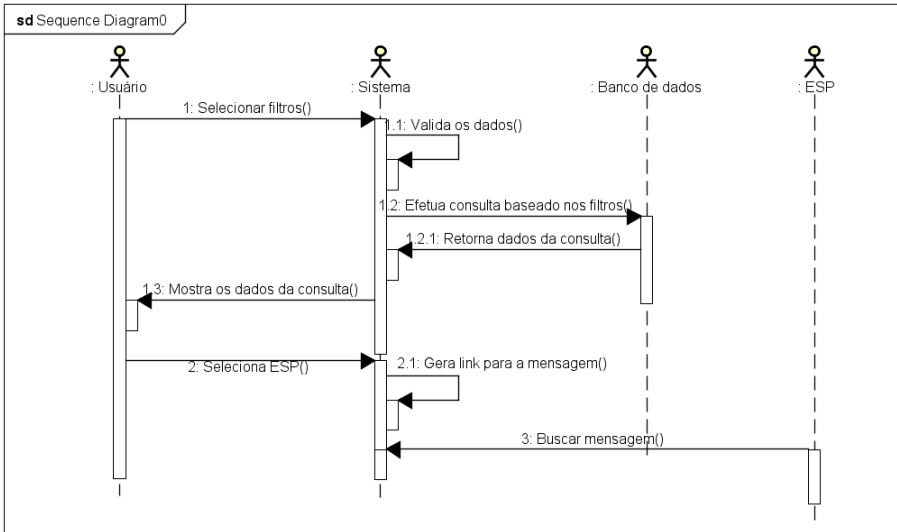 sd Sequence Diagram0
: Usuário
: Sistema
: Banco de dados
: ESP
1: Selecionar filtros()
1.1: Valida os dados()
1.2: Efetua consulta baseado nos filtros()
1.2.1: Retorna dados da consulta()
1.3: Mostra os dados da consulta()
2: Seleciona ESP()
2.1: Gera link para a mensagem()
3: Buscar mensagem()